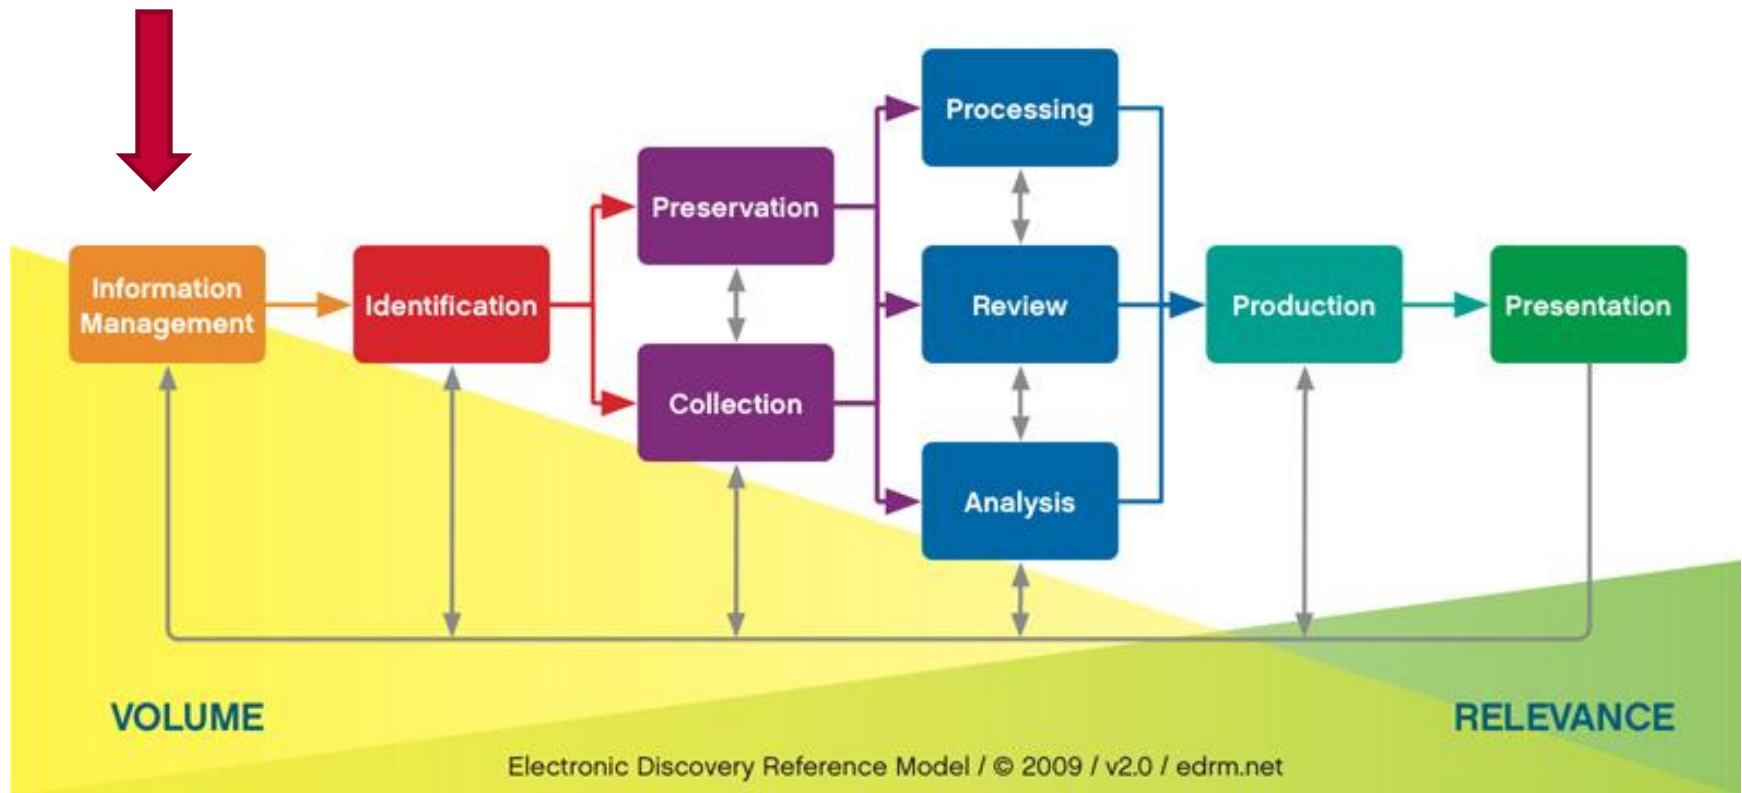 Information
Management
Identification
Preservation
Collection
Processing
Review
Analysis
Production
Presentation
VOLUME
RELEVANCE
Electronic Discovery Reference Model / © 2009 / v2.0 / edrm.net